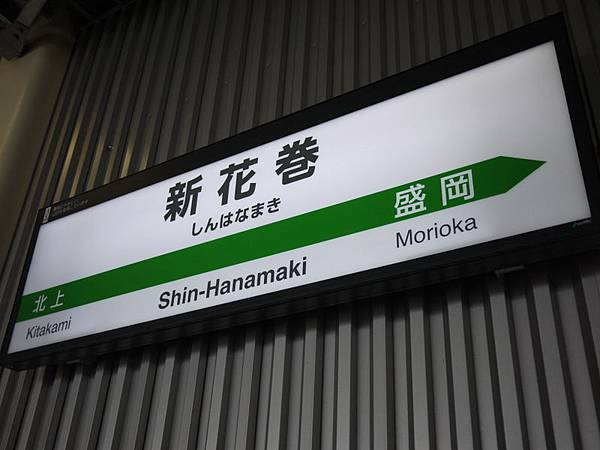 新花巻
しんはなまき
北上
盛岡
Kitakami
Shin-Hanamaki
Morioka